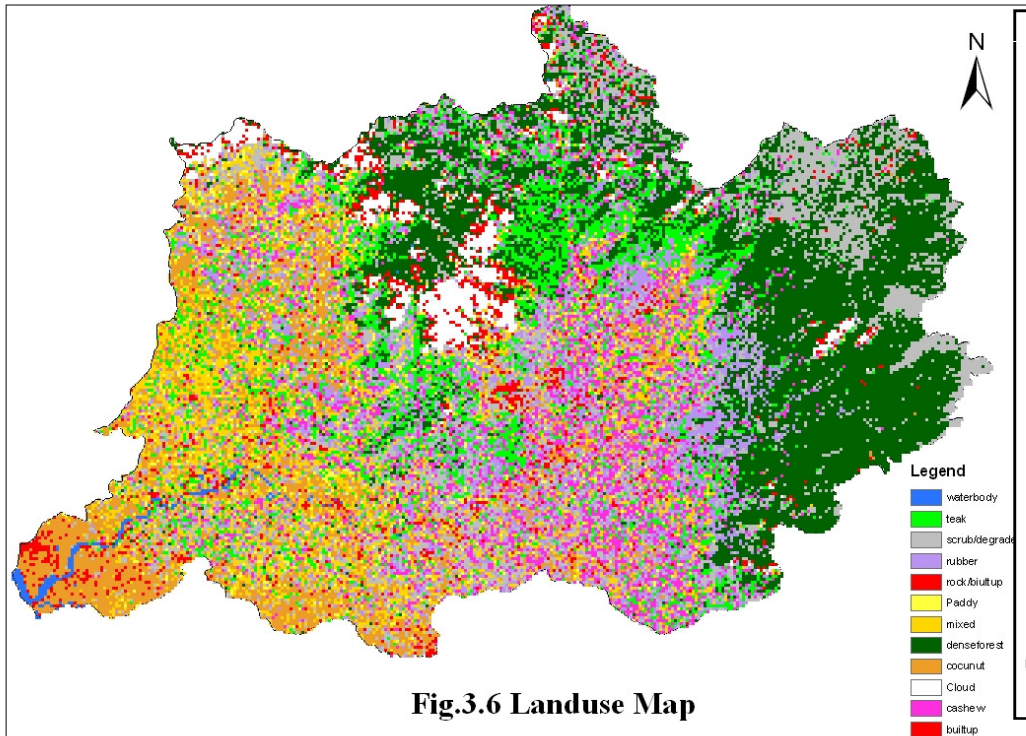 N
Legend
waterbody
teak
scrub/degrade
rubber
rock/biultup
Paddy
mixed
denseforest
cocunut
Cloud
cashew
builtup
Fig.3.6 Landuse Map